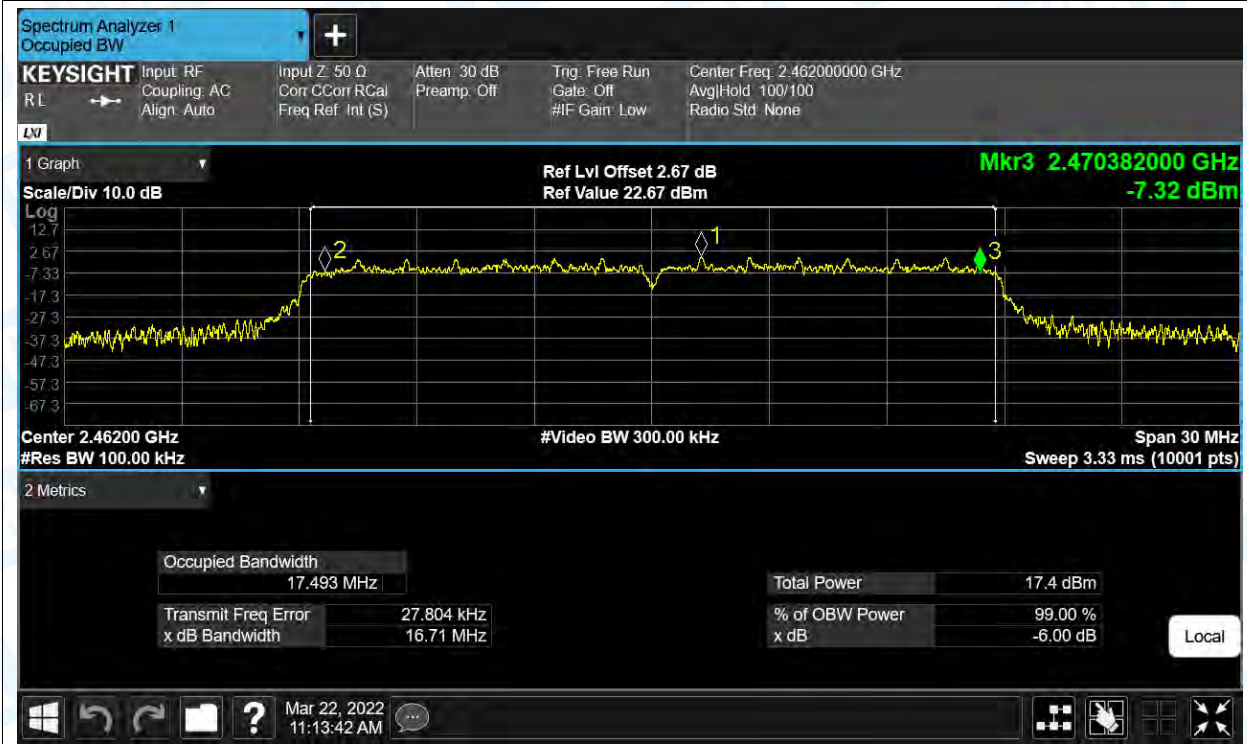 Spectrum Analyzer 1
Occupied BW
+
KEYSIGHT
R L
LXI
Input: RF
Coupling: AC
Align: Auto
Input Z: 50 Ω
Corr CCorr RCal
Freq Ref: Int (S)
Atten: 30 dB
Preamp: Off
Trig: Free Run
Gate: Off
#IF Gain: Low
Center Freq: 2.462000000 GHz
Avg|Hold: 100/100
Radio Std: None
1 Graph
Scale/Div 10.0 dB
Ref Lvl Offset 2.67 dB
Ref Value 22.67 dBm
Mkr3 2.470382000 GHz
-7.32 dBm
Log
12.7
2.67
-7.33
-17.3
-27.3
-37.3
-47.3
-57.3
-67.3
2
1
3
Center 2.46200 GHz
#Res BW 100.00 kHz
#Video BW 300.00 kHz
Span 30 MHz
Sweep 3.33 ms (10001 pts)
2 Metrics
Occupied Bandwidth
17.493 MHz
Transmit Freq Error 27.804 kHz
x dB Bandwidth 16.71 MHz
Total Power 17.4 dBm
% of OBW Power 99.00 %
x dB -6.00 dB
Local
?
Mar 22, 2022
11:13:42 AM